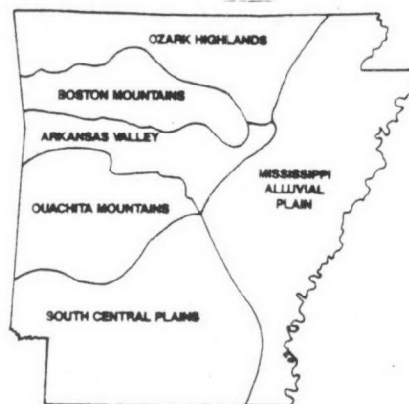 OZARK HIGHLANDS
BOSTON MOUNTAINS
ARKANSAS VALLEY
MISSISSIPPI
ALLUVIAL
PLAIN
OUACHITA MOUNTAINS
SOUTH CENTRAL PLAINS